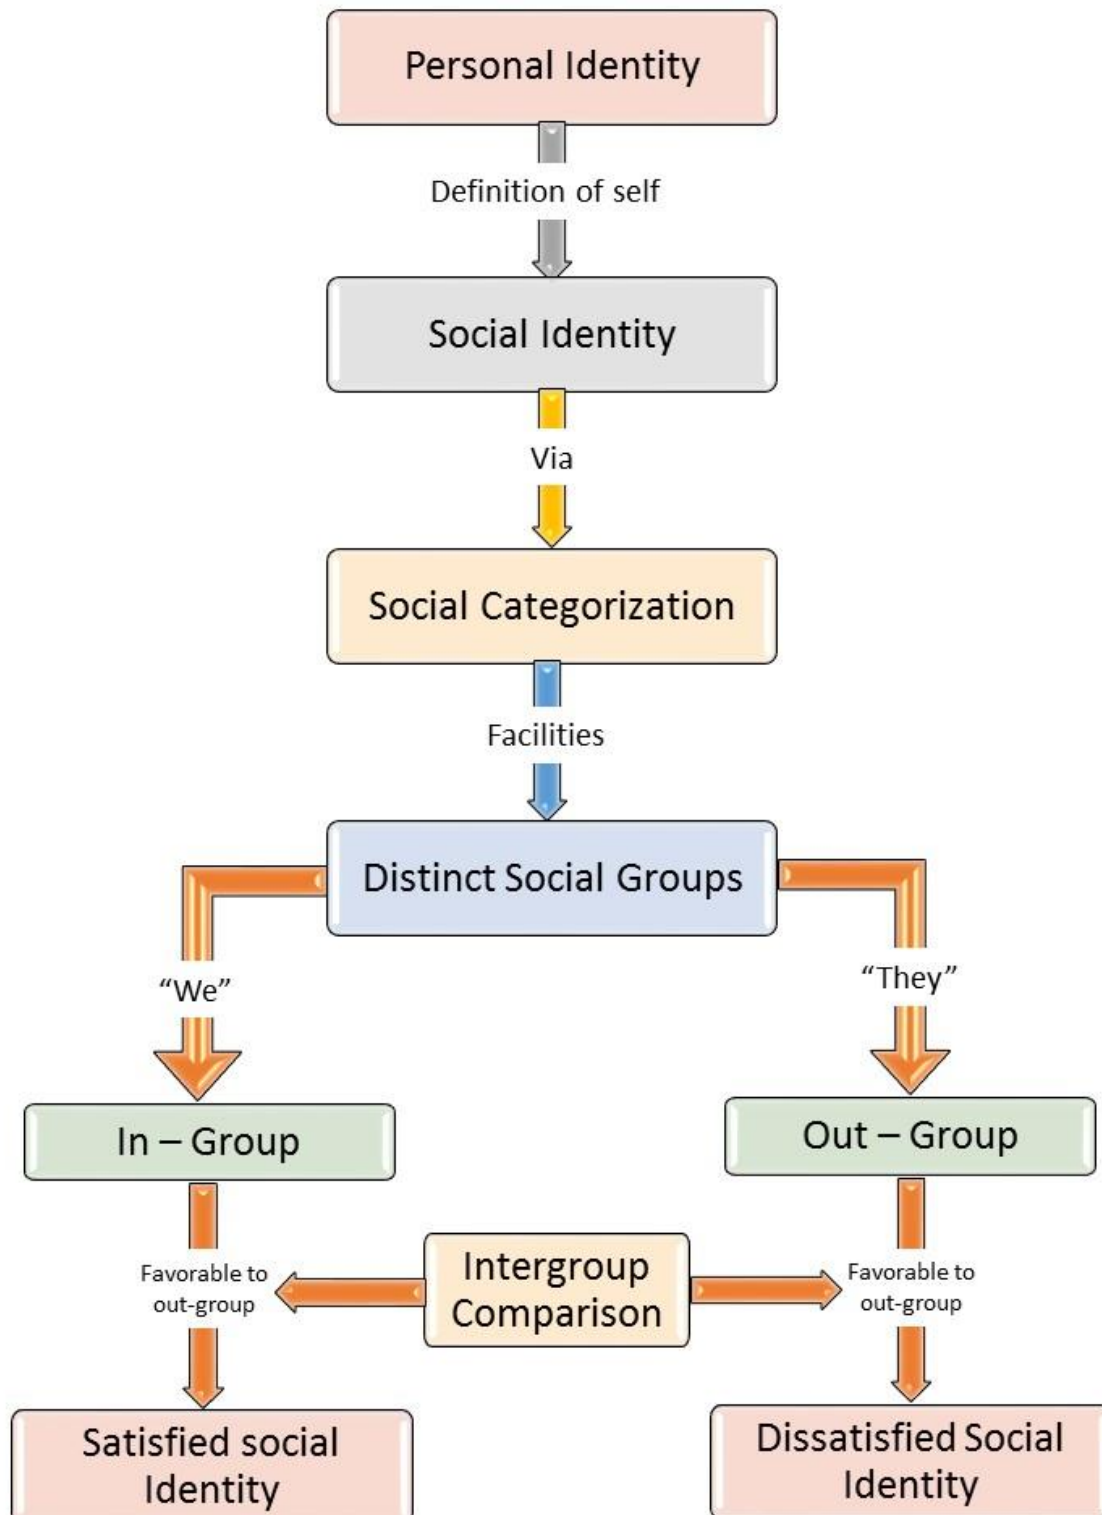 Personal Identity
Definition of self
Social Identity
Via
Social Categorization
Facilities
Distinct Social Groups
“We”
“They”
In – Group
Out – Group
Favorable to
out-group
Intergroup
Comparison
Favorable to
out-group
Satisfied social
Identity
Dissatisfied Social
Identity